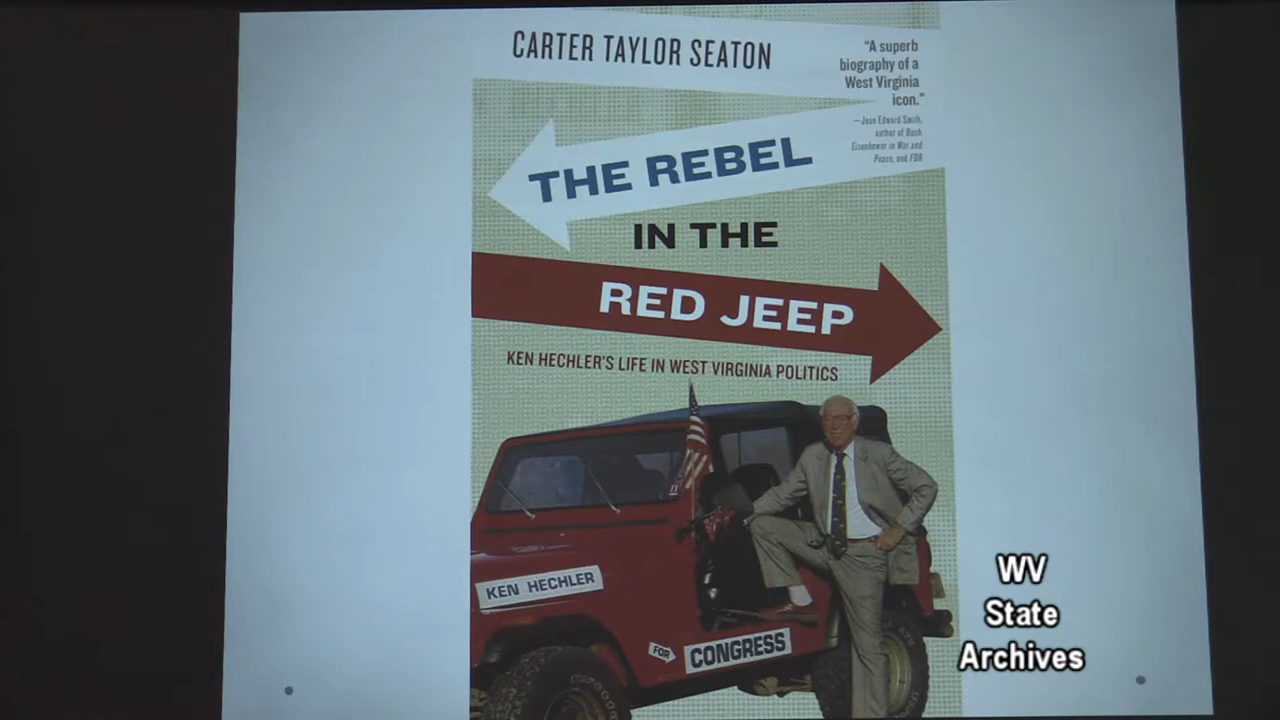 CARTER TAYLOR SEATON
“A superb
biography of a
West Virginia
icon.”
—Jean Edward Smith,
author of Bush,
Eisenhower in War and
Peace, and FDR
THE REBEL
IN THE
RED JEEP
KEN HECHLER'S LIFE IN WEST VIRGINIA POLITICS
KEN HECHLER
FOR
CONGRESS
WV
State
Archives